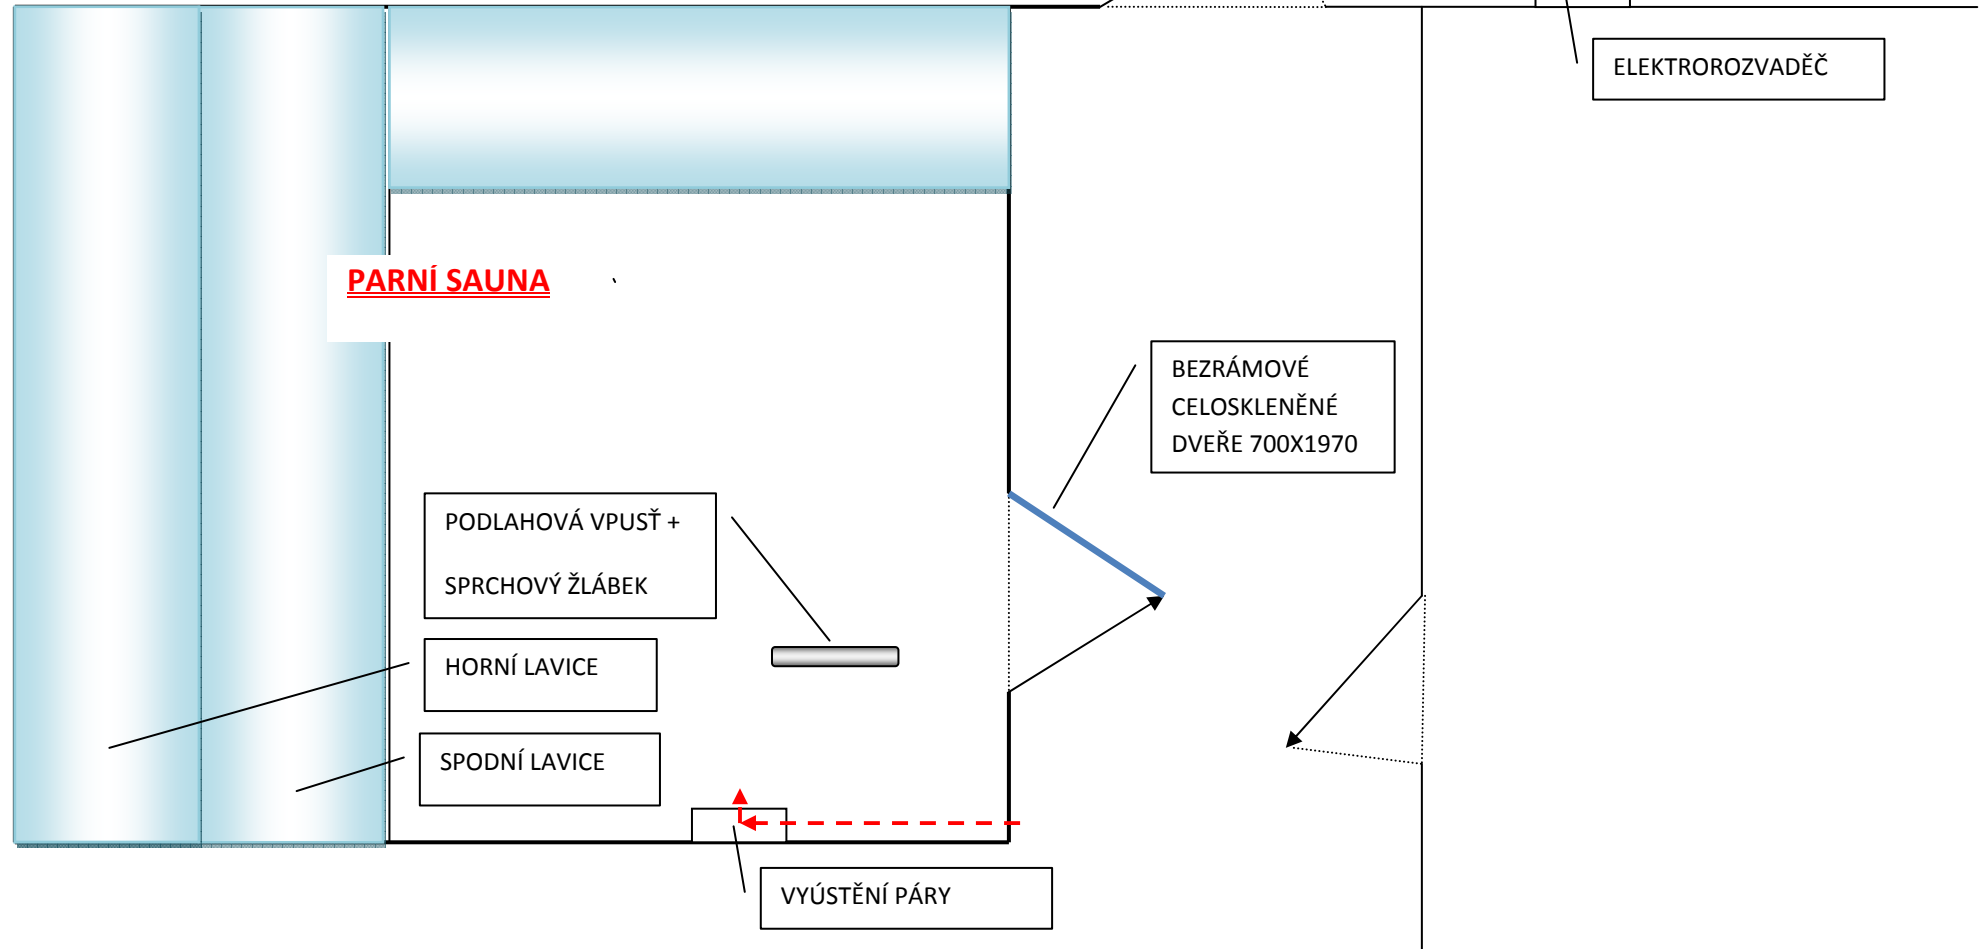 ELEKTROROZVADĚČ
PARNÍ SAUNA
BEZRÁMOVÉ
CELOSKLENĚNÉ
DVEŘE 700X1970
PODLAHOVÁ VPUSŤ +
SPRCHOVÝ ŽLÁBEK
HORNÍ LAVICE
SPODNÍ LAVICE
VYÚSTĚNÍ PÁRY